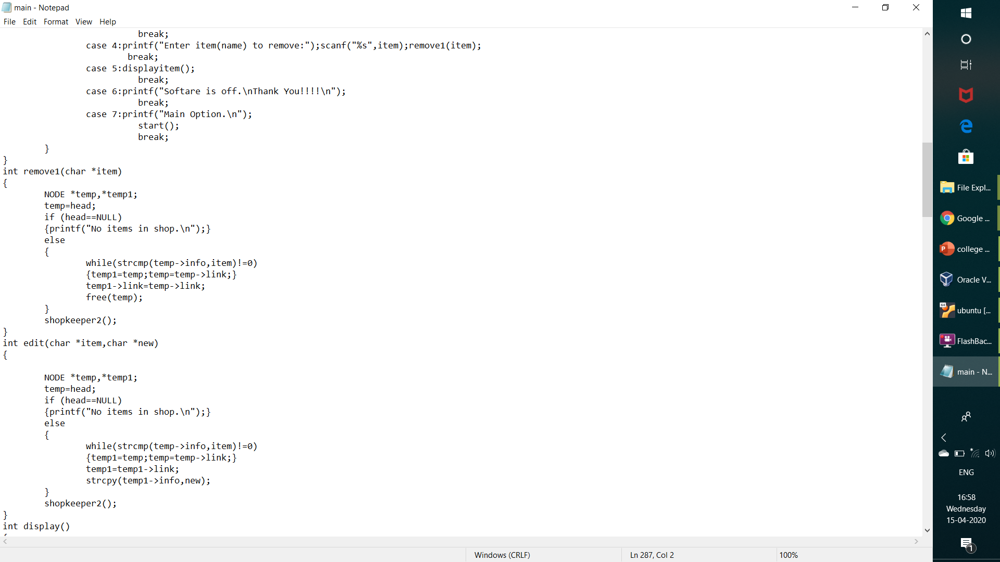 main - Notepad
File Edit Format View Help
break;
case 4:printf("Enter item(name) to remove:");scanf("%s",item);remove1(item);
break;
case 5:displayitem();
break;
case 6:printf("Softare is off.\nThank You!!!!\n");
break;
case 7:printf("Main Option.\n");
start();
break;
}
}
int remove1(char *item)
{
NODE *temp,*temp1;
temp=head;
if (head==NULL)
{printf("No items in shop.\n");}
else
{
while(strcmp(temp->info,item)!=0)
{temp1=temp;temp=temp->link;}
temp1->link=temp->link;
free(temp);
}
shopkeeper2();
}
int edit(char *item,char *new)
{
NODE *temp,*temp1;
temp=head;
if (head==NULL)
{printf("No items in shop.\n");}
else
{
while(strcmp(temp->info,item)!=0)
{temp1=temp;temp=temp->link;}
temp1=temp1->link;
strcpy(temp1->info,new);
}
shopkeeper2();
}
int display()
{
Windows (CRLF) Ln 287, Col 2 100%
File Expl...
Google ...
college ...
Oracle V...
ubuntu [...
FlashBac...
main - N...
ENG
16:58
Wednesday
15-04-2020
1